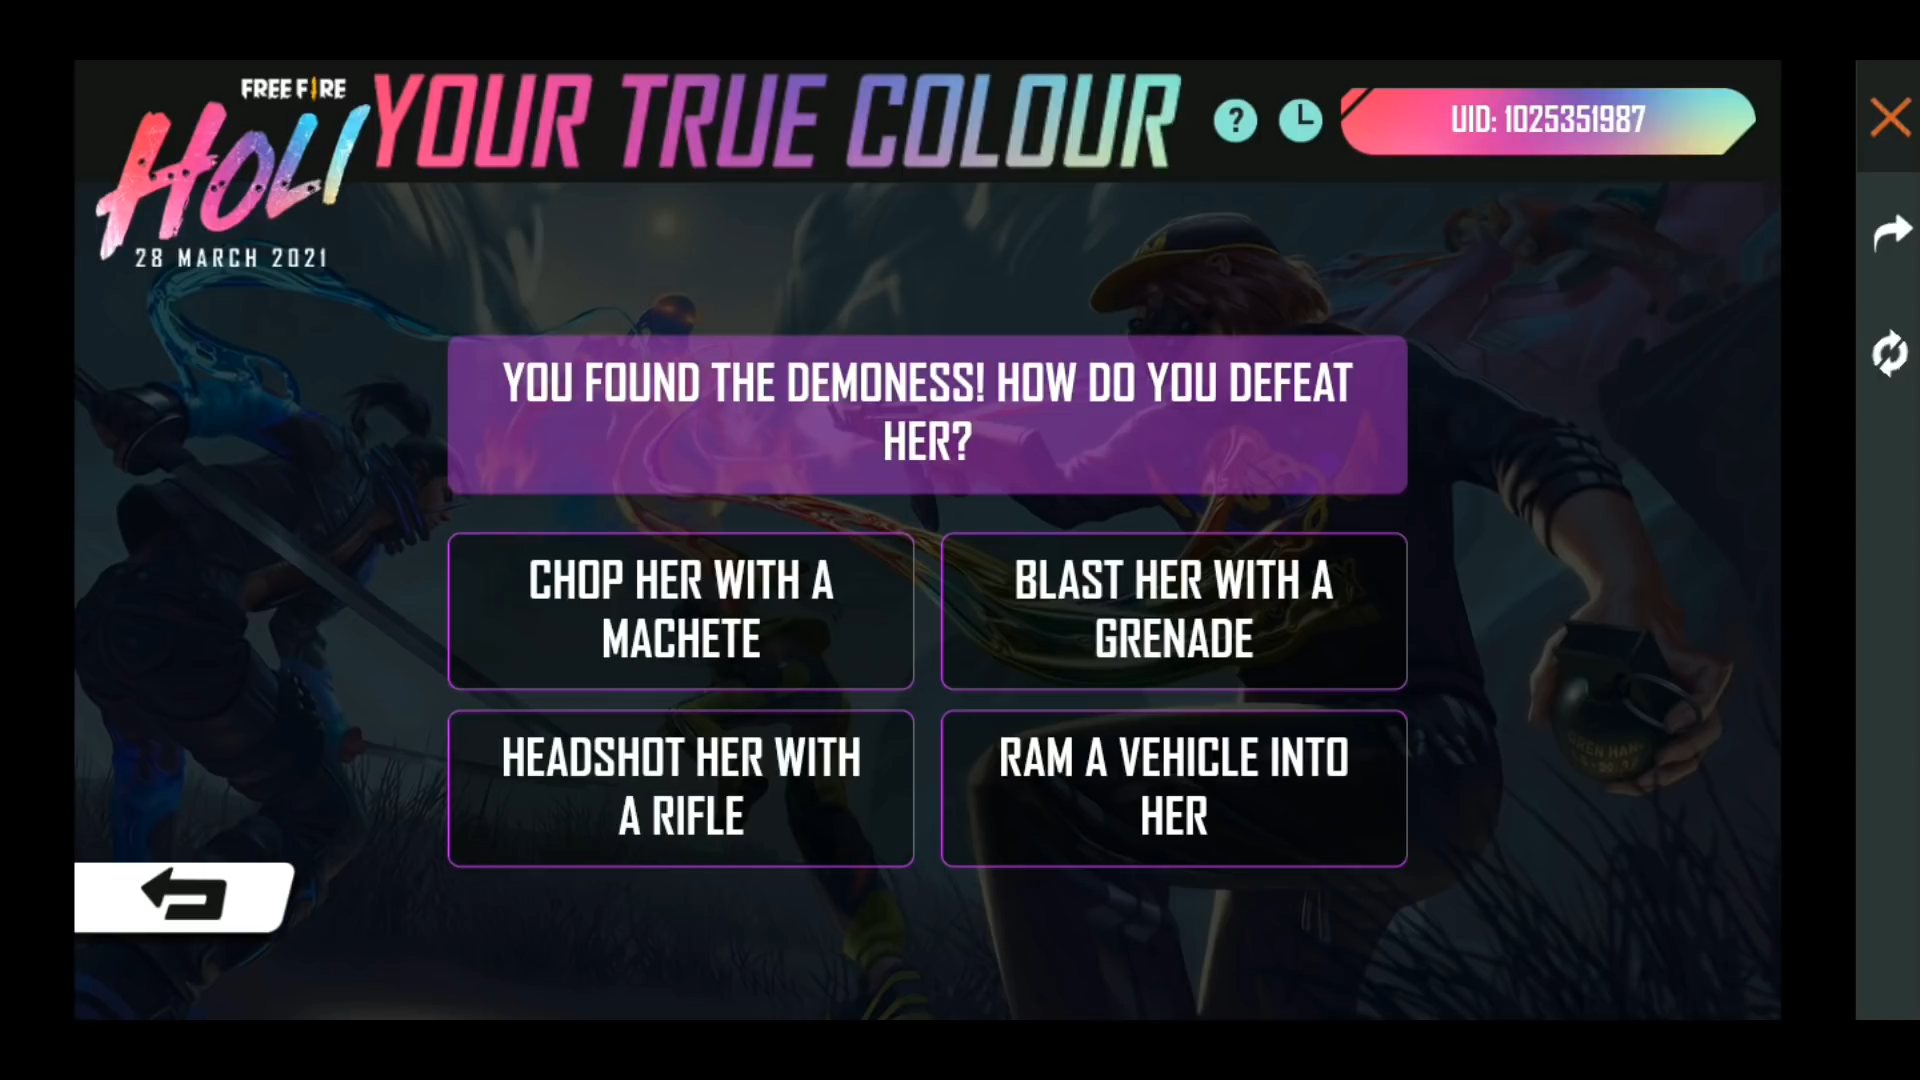 FREE FIRE
HOLI
28 MARCH 2021
YOUR TRUE COLOUR
?
UID: 1025351987
YOU FOUND THE DEMONESS! HOW DO YOU DEFEAT
HER?
CHOP HER WITH A
MACHETE
BLAST HER WITH A
GRENADE
HEADSHOT HER WITH
A RIFLE
RAM A VEHICLE INTO
HER